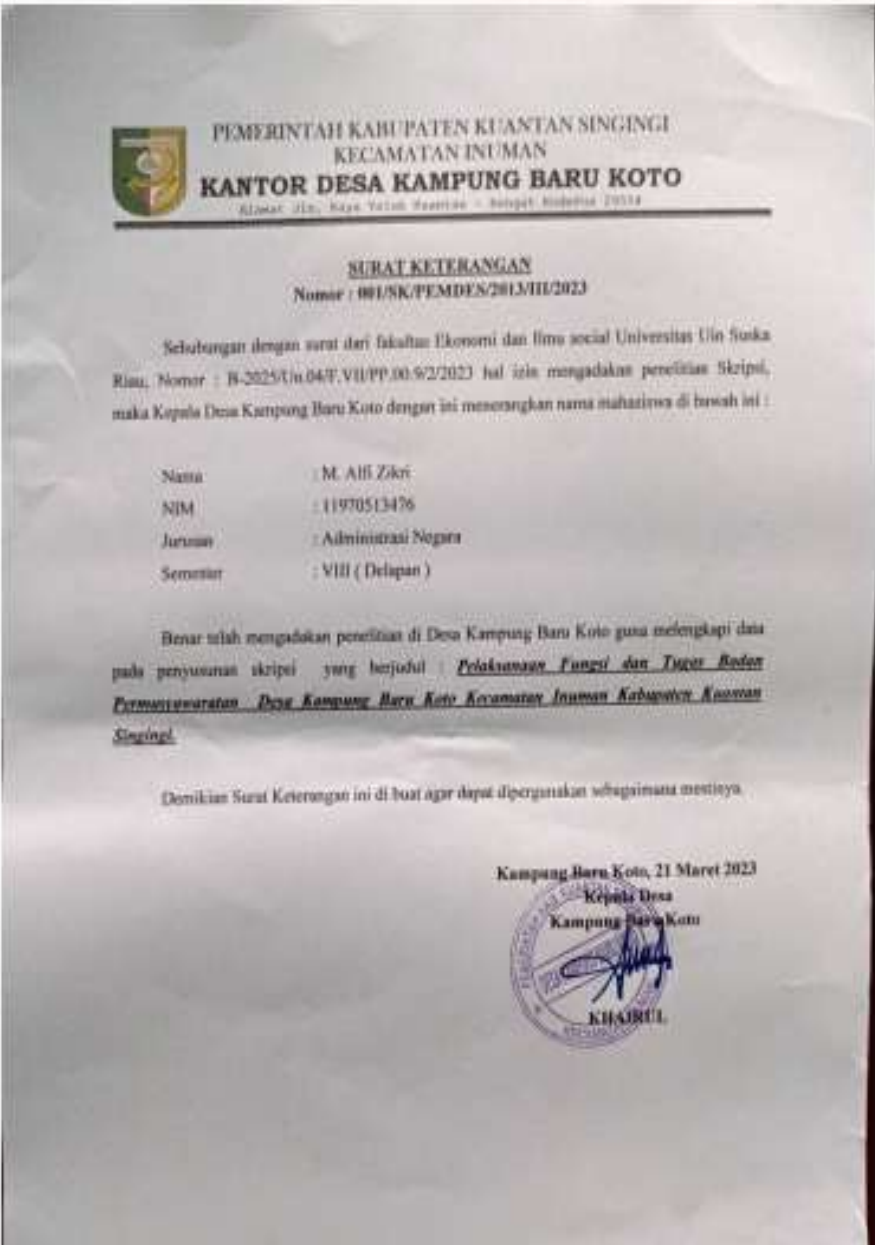 PEMERINTAH KABUPATEN KUANTAN SINGINGI
KECAMATAN INUMAN
KANTOR DESA KAMPUNG BARU KOTO
Alamat Jln. Raya Teluk Kuantan -
SURAT KETERANGAN
Nomor : 001/SK/PEMDES/2013/III/2023
Sehubungan dengan surat dari fakultas Ekonomi dan Ilmu social Universitas Uin Suska
Riau, Nomor : B-2025/Un.04/F.VII/PP.00.9/2/2023 hal izin mengadakan penelitian Skripsi,
maka Kepala Desa Kampung Baru Koto dengan ini menerangkan nama mahasiswa di bawah ini :
Nama : M. Alfi Zikri
NIM : 11970513476
Jurusan : Administrasi Negara
Semester : VIII ( Delapan )
Benar telah mengadakan penelitian di Desa Kampung Baru Koto guna melengkapi data
pada penyusunan skripsi yang berjudul : Pelaksanaan Fungsi dan Tugas Badan
Permusyawaratan Desa Kampung Baru Koto Kecamatan Inuman Kabupaten Kuantan
Singingi.
Demikian Surat Keterangan ini di buat agar dapat dipergunakan sebagaimana mestinya.
Kampung Baru Koto, 21 Maret 2023
Kepala Desa
Kampung Baru Koto
KHAIRUL